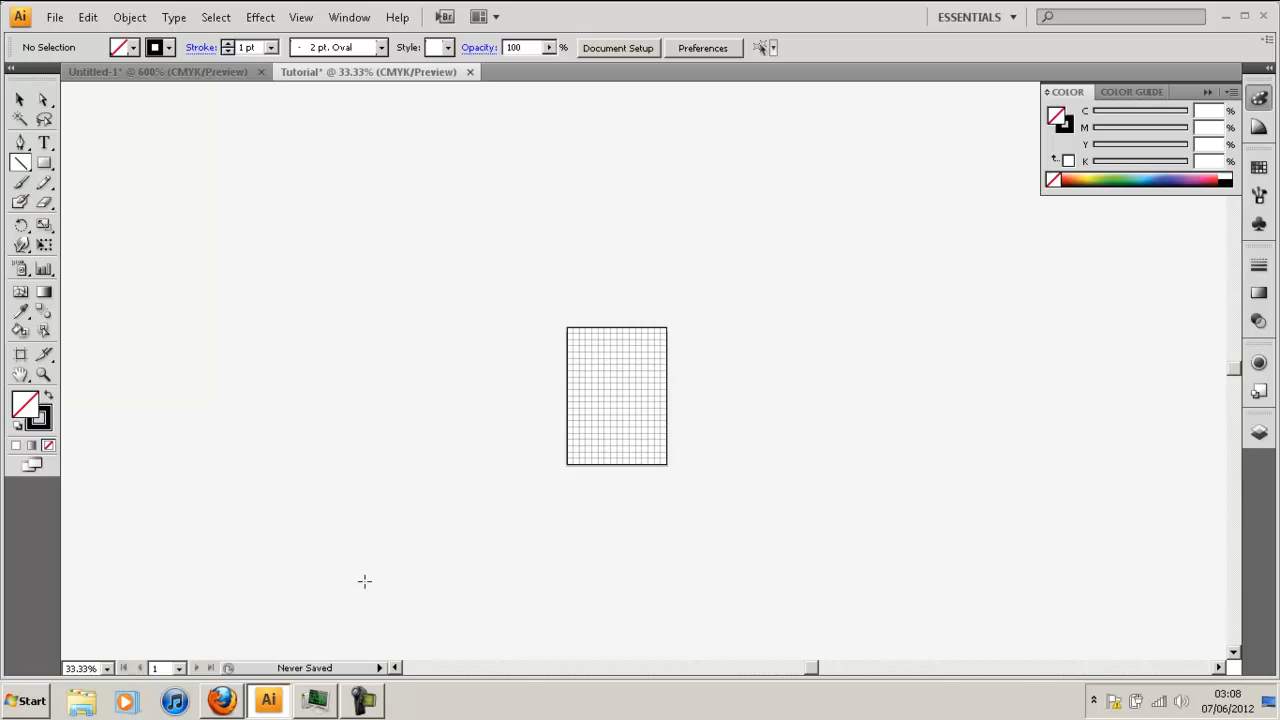 Ai File Edit Object Type Select Effect View Window Help Br ESSENTIALS
No Selection Stroke: 1 pt 2 pt. Oval Style: Opacity: 100 % Document Setup Preferences
Untitled-1* @ 600% (CMYK/Preview) Tutorial* @ 33.33% (CMYK/Preview)
COLOR COLOR GUIDE
C %
M %
Y %
K %
T
33.33% 1 Never Saved
Start Ai 03:08
07/06/2012